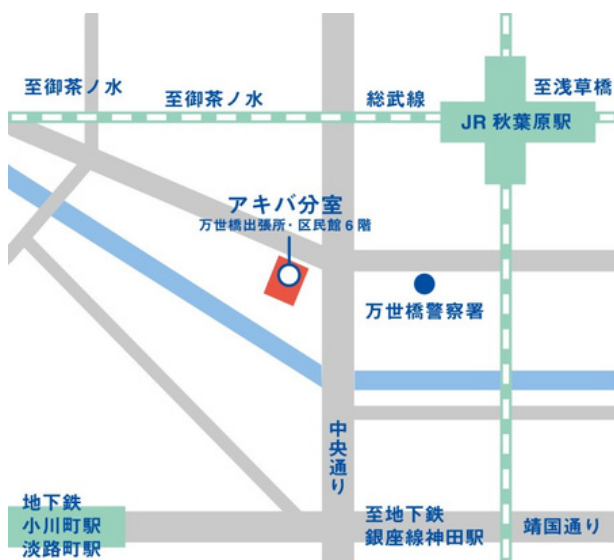 至御茶ノ水
至御茶ノ水
総武線
至浅草橋
JR 秋葉原駅
アキバ分室
万世橋出張所・区民館 6 階
万世橋警察署
中央通り
地下鉄
小川町駅
淡路町駅
至地下鉄
銀座線神田駅
靖国通り